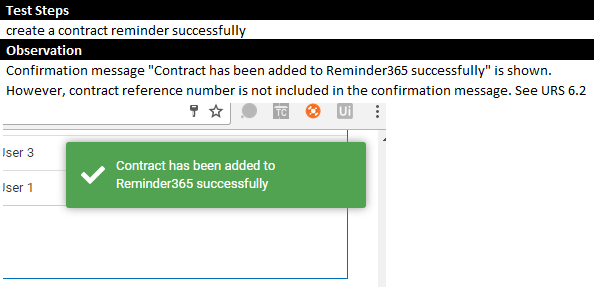 Test Steps
create a contract reminder successfully
Observation
Confirmation message "Contract has been added to Reminder365 successfully" is shown.
However, contract reference number is not included in the confirmation message. See URS 6.2
TC
Ui
User 3
Contract has been added to
Reminder365 successfully
User 1